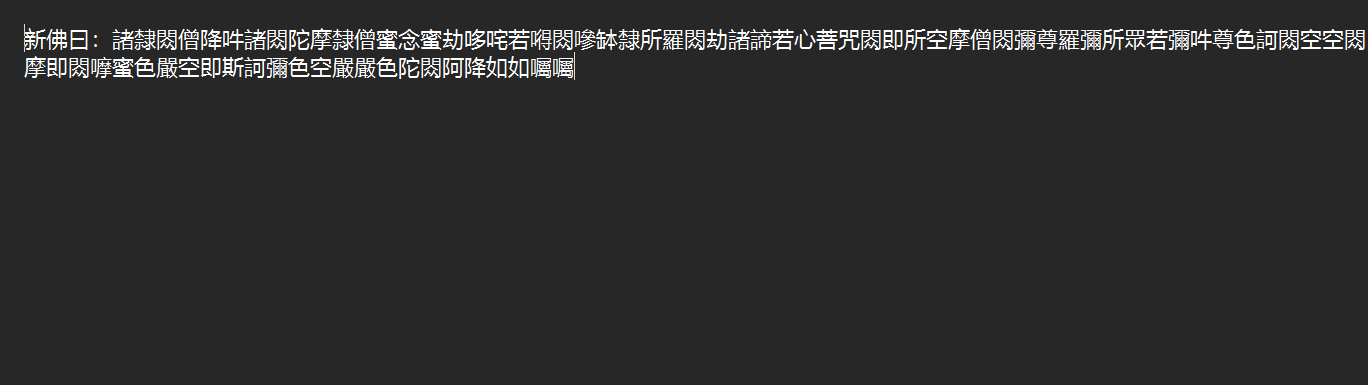 新佛曰：諸隸閦僧降吽諸閦陀摩隸僧蜜念蜜劫哆咤若嘚閦嘇缽隸所羅閦劫諸諦若心菩咒閦即所空摩僧閦彌尊羅彌所眾若彌吽尊色訶閦空空閦
摩即閦嚤蜜色嚴空即斯訶彌色空嚴嚴色陀閦阿降如如囑囑